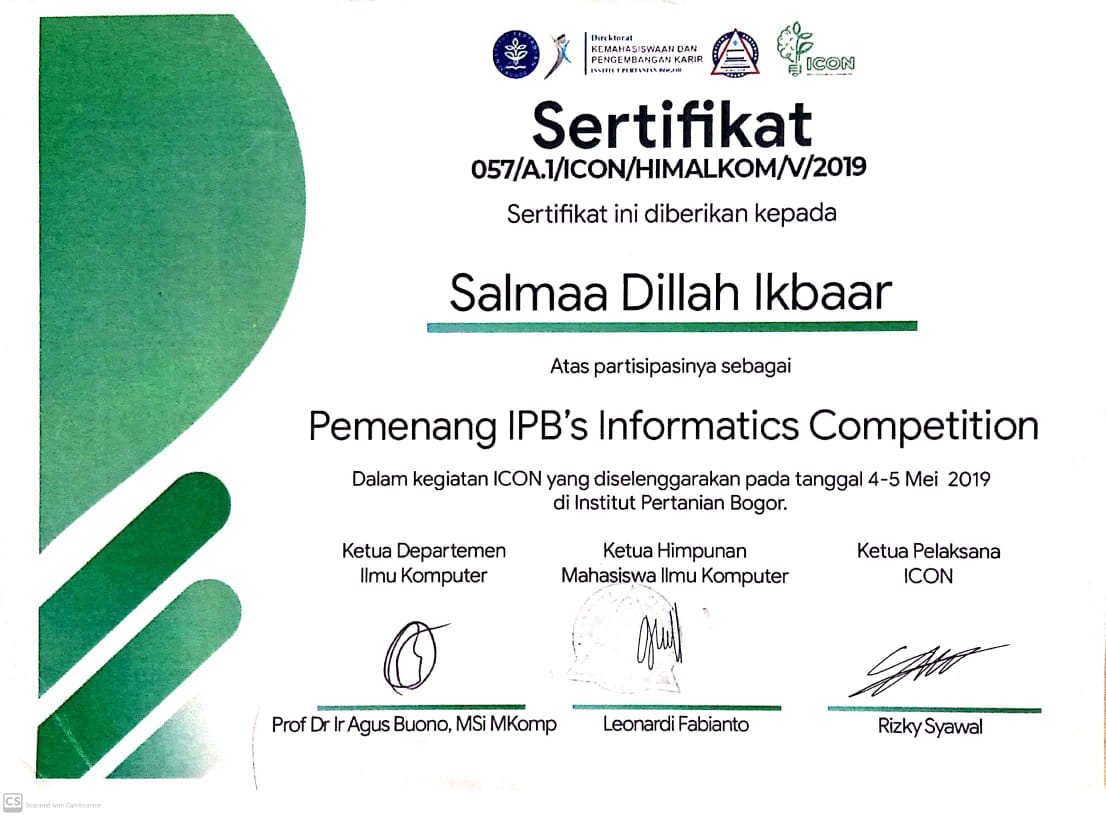 Direktorat
KEMAHASISWAAN DAN
PENGEMBANGAN KARIR
INSTITUT PERTANIAN BOGOR
ICON
Sertifikat
057/A.1/ICON/HIMALKOM/V/2019
Sertifikat ini diberikan kepada
Salmaa Dillah Ikbaar
Atas partisipasinya sebagai
Pemenang IPB's Informatics Competition
Dalam kegiatan ICON yang diselenggarakan pada tanggal 4-5 Mei 2019
di Institut Pertanian Bogor.
Ketua Departemen
Ilmu Komputer
Ketua Himpunan
Mahasiswa Ilmu Komputer
Ketua Pelaksana
ICON
Prof Dr Ir Agus Buono, MSi MKomp
Leonardi Fabianto
Rizky Syawal
CS Scanned with CamScanner